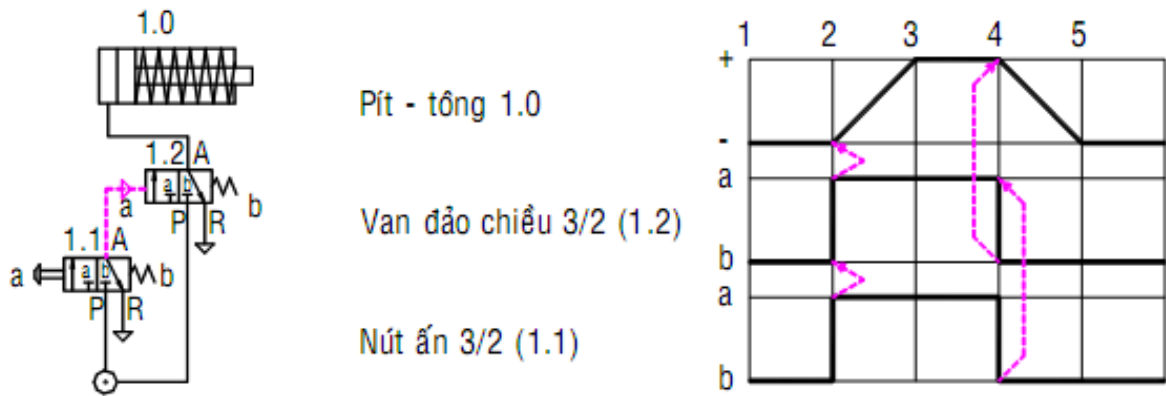 1.0
1.2 A
a b
a
P R
b
1.1 A
a
a b
b
P R
Pít - tông 1.0
Van đảo chiều 3/2 (1.2)
Nút ấn 3/2 (1.1)
1 2 3 4 5
+
-
a
b
a
b